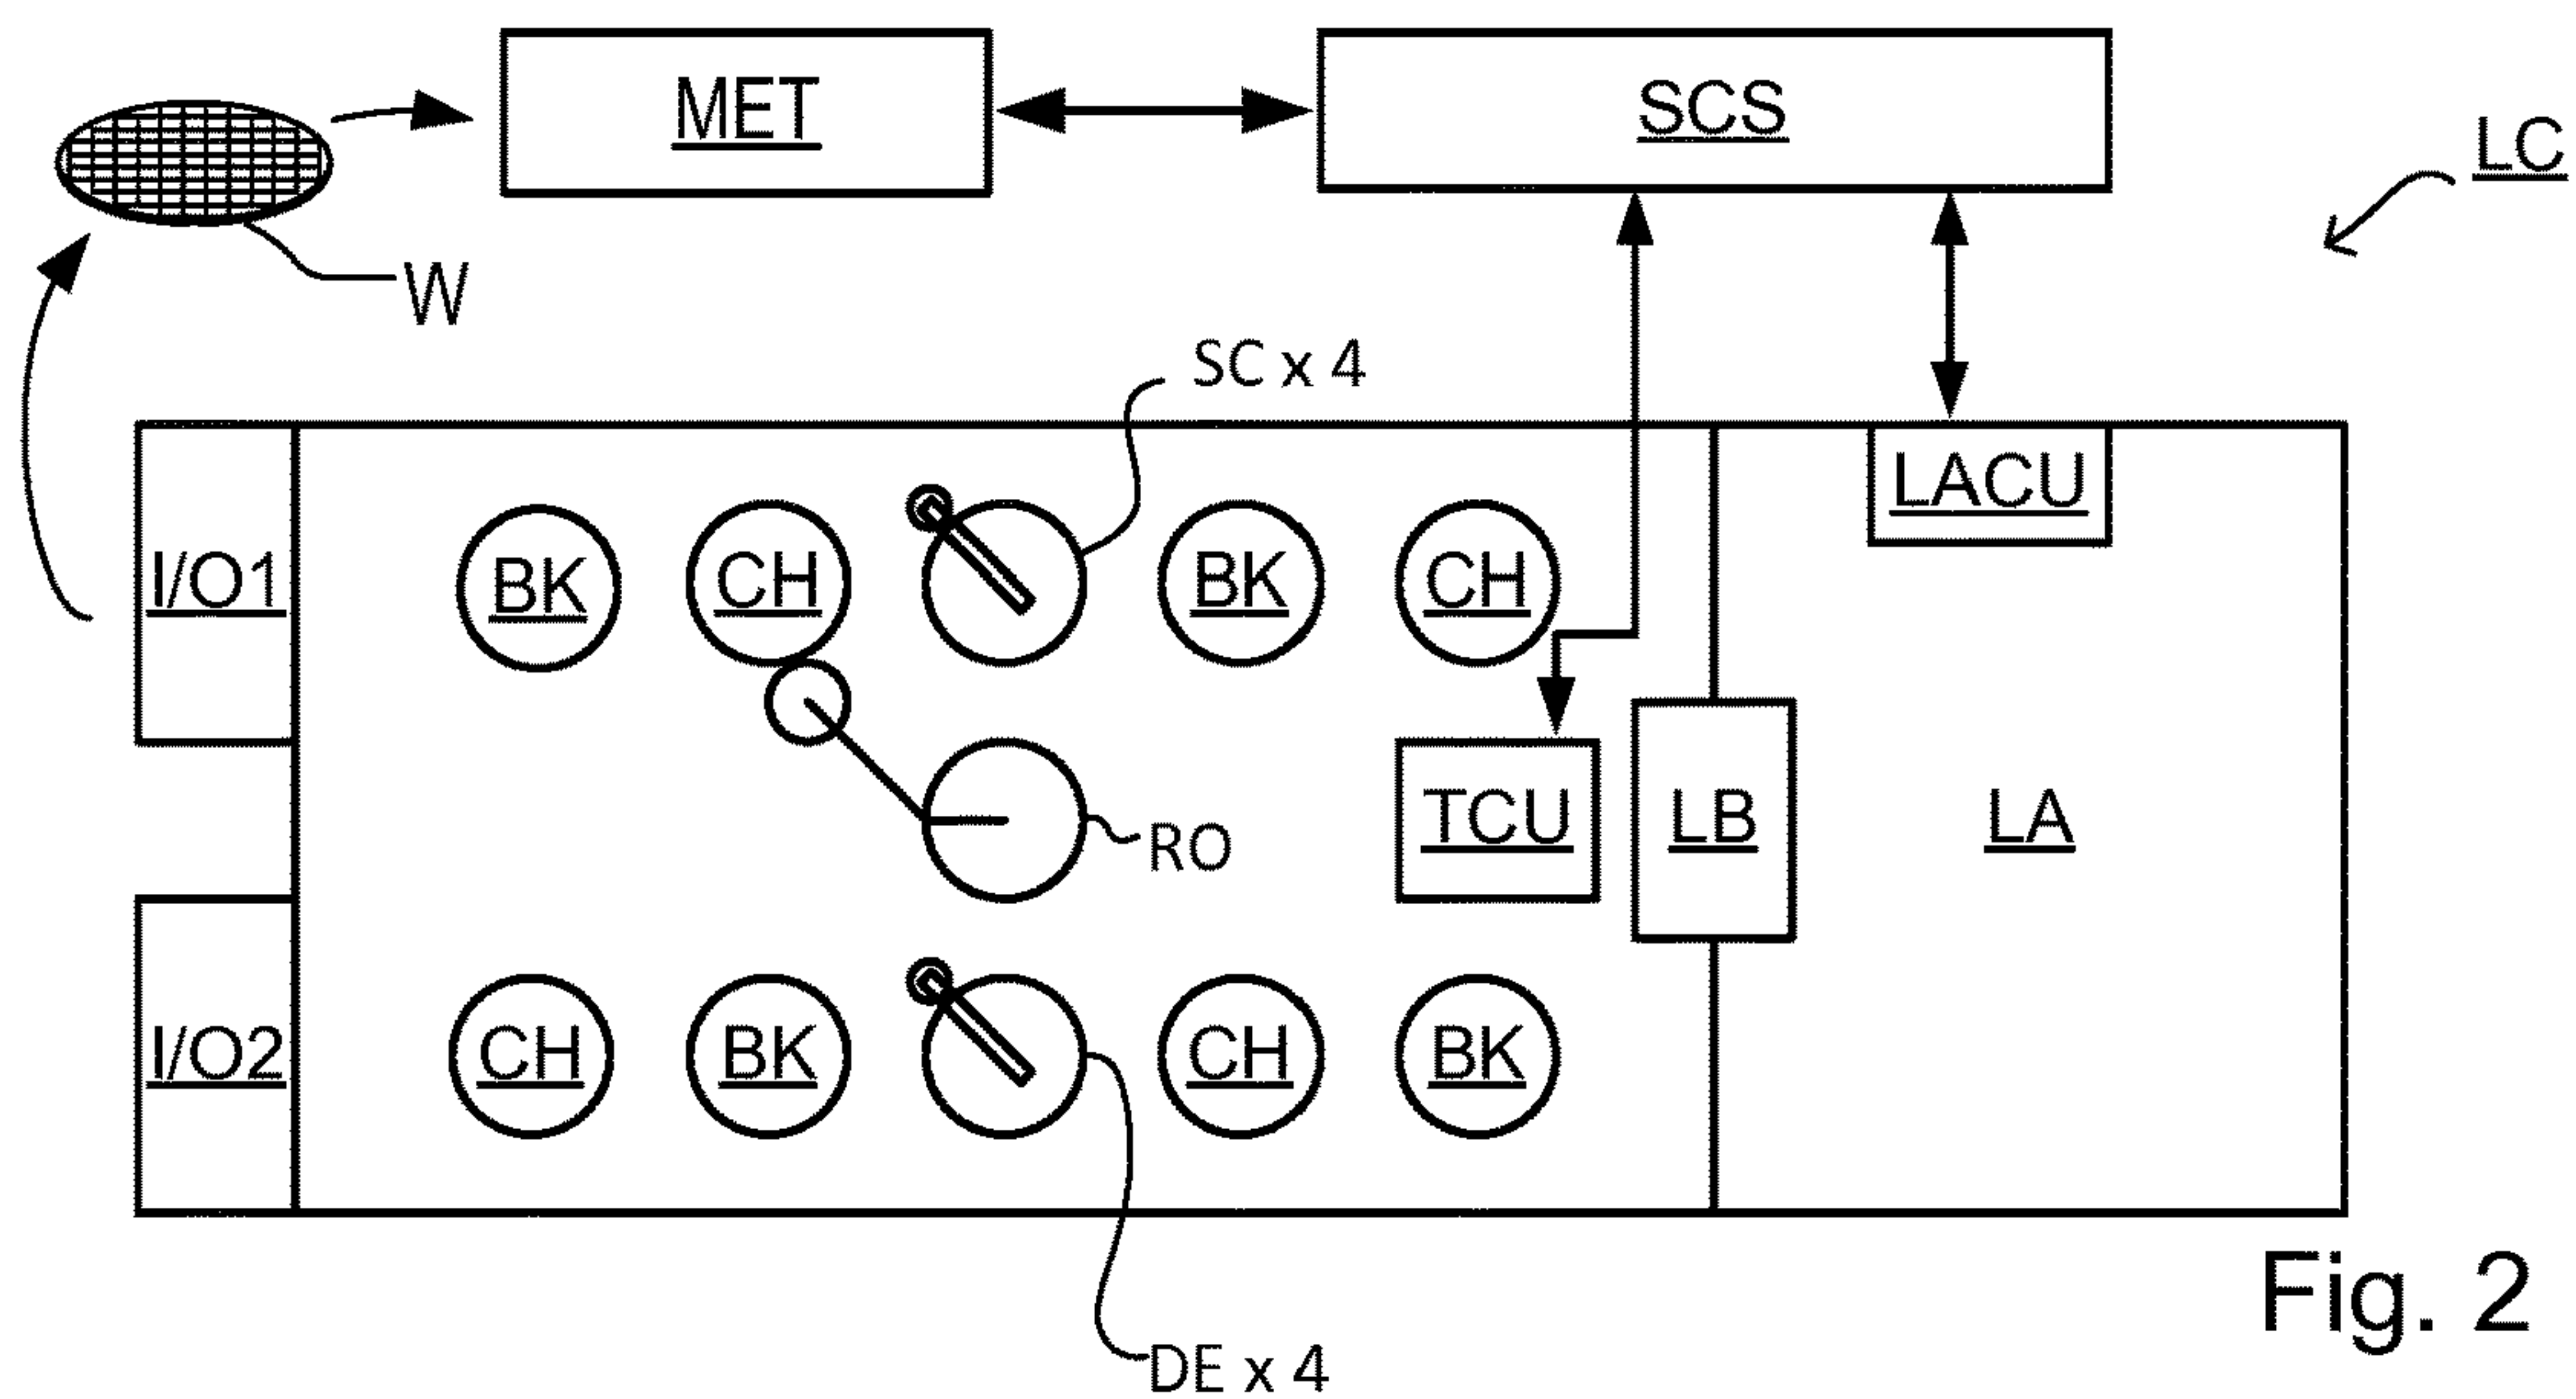 MET
SCS
LC
W
SC x 4
LACU
I/O1
BK
CH
BK
CH
TCU
LB
LA
RO
I/O2
CH
BK
CH
BK
DE x 4
Fig. 2